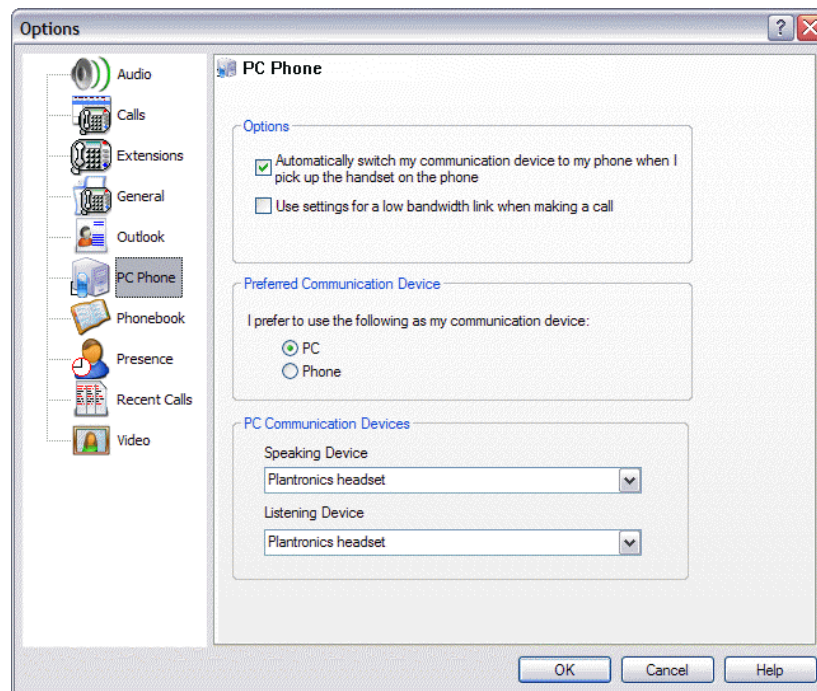 Options
Audio
Calls
Extensions
General
Outlook
PC Phone
Phonebook
Presence
Recent Calls
Video
PC Phone
Options
Automatically switch my communication device to my phone when I
pick up the handset on the phone
Use settings for a low bandwidth link when making a call
Preferred Communication Device
I prefer to use the following as my communication device:
PC
Phone
PC Communication Devices
Speaking Device
Plantronics headset
Listening Device
Plantronics headset
OK
Cancel
Help